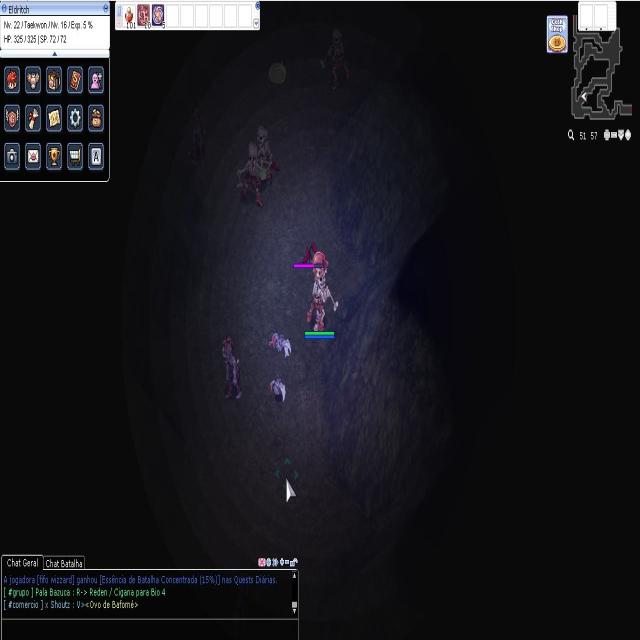 Eldritch
Nv. 22 / Taekwon / Nv. 16 / Exp. 5 %
HP. 325 / 325 | SP. 72 / 72
101 10
51 57
Chat Geral Chat Batalha
A jogadora [fifo wizzard] ganhou [Essência de Batalha Concentrada (15%)] nas Quests Diárias.
[ #grupo ] Pala Bazuca : R-> Reden / Cigana para Bio 4
[ #comercio ] x Shoutz : V><Ovo de Bafomé>